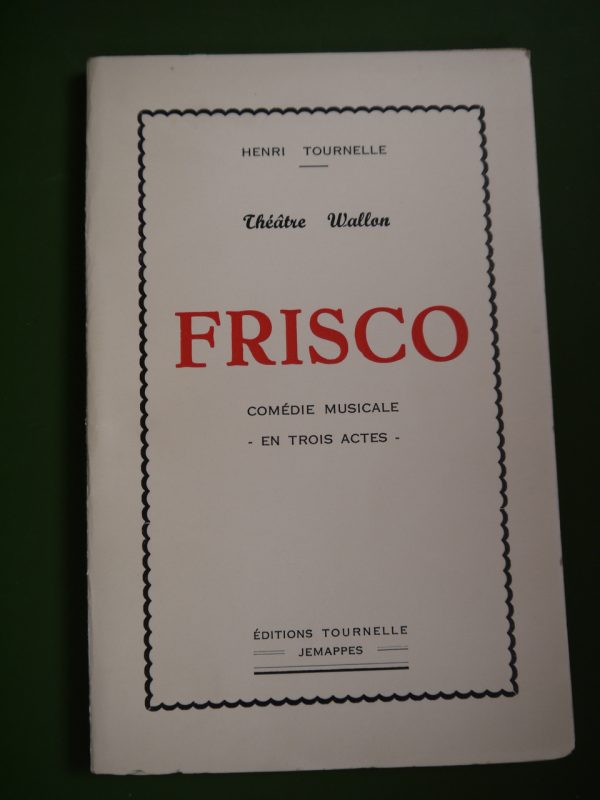 HENRI TOURNELLE
Théâtre Wallon
FRISCO
COMÉDIE MUSICALE
- EN TROIS ACTES -
ÉDITIONS TOURNELLE
JEMAPPES